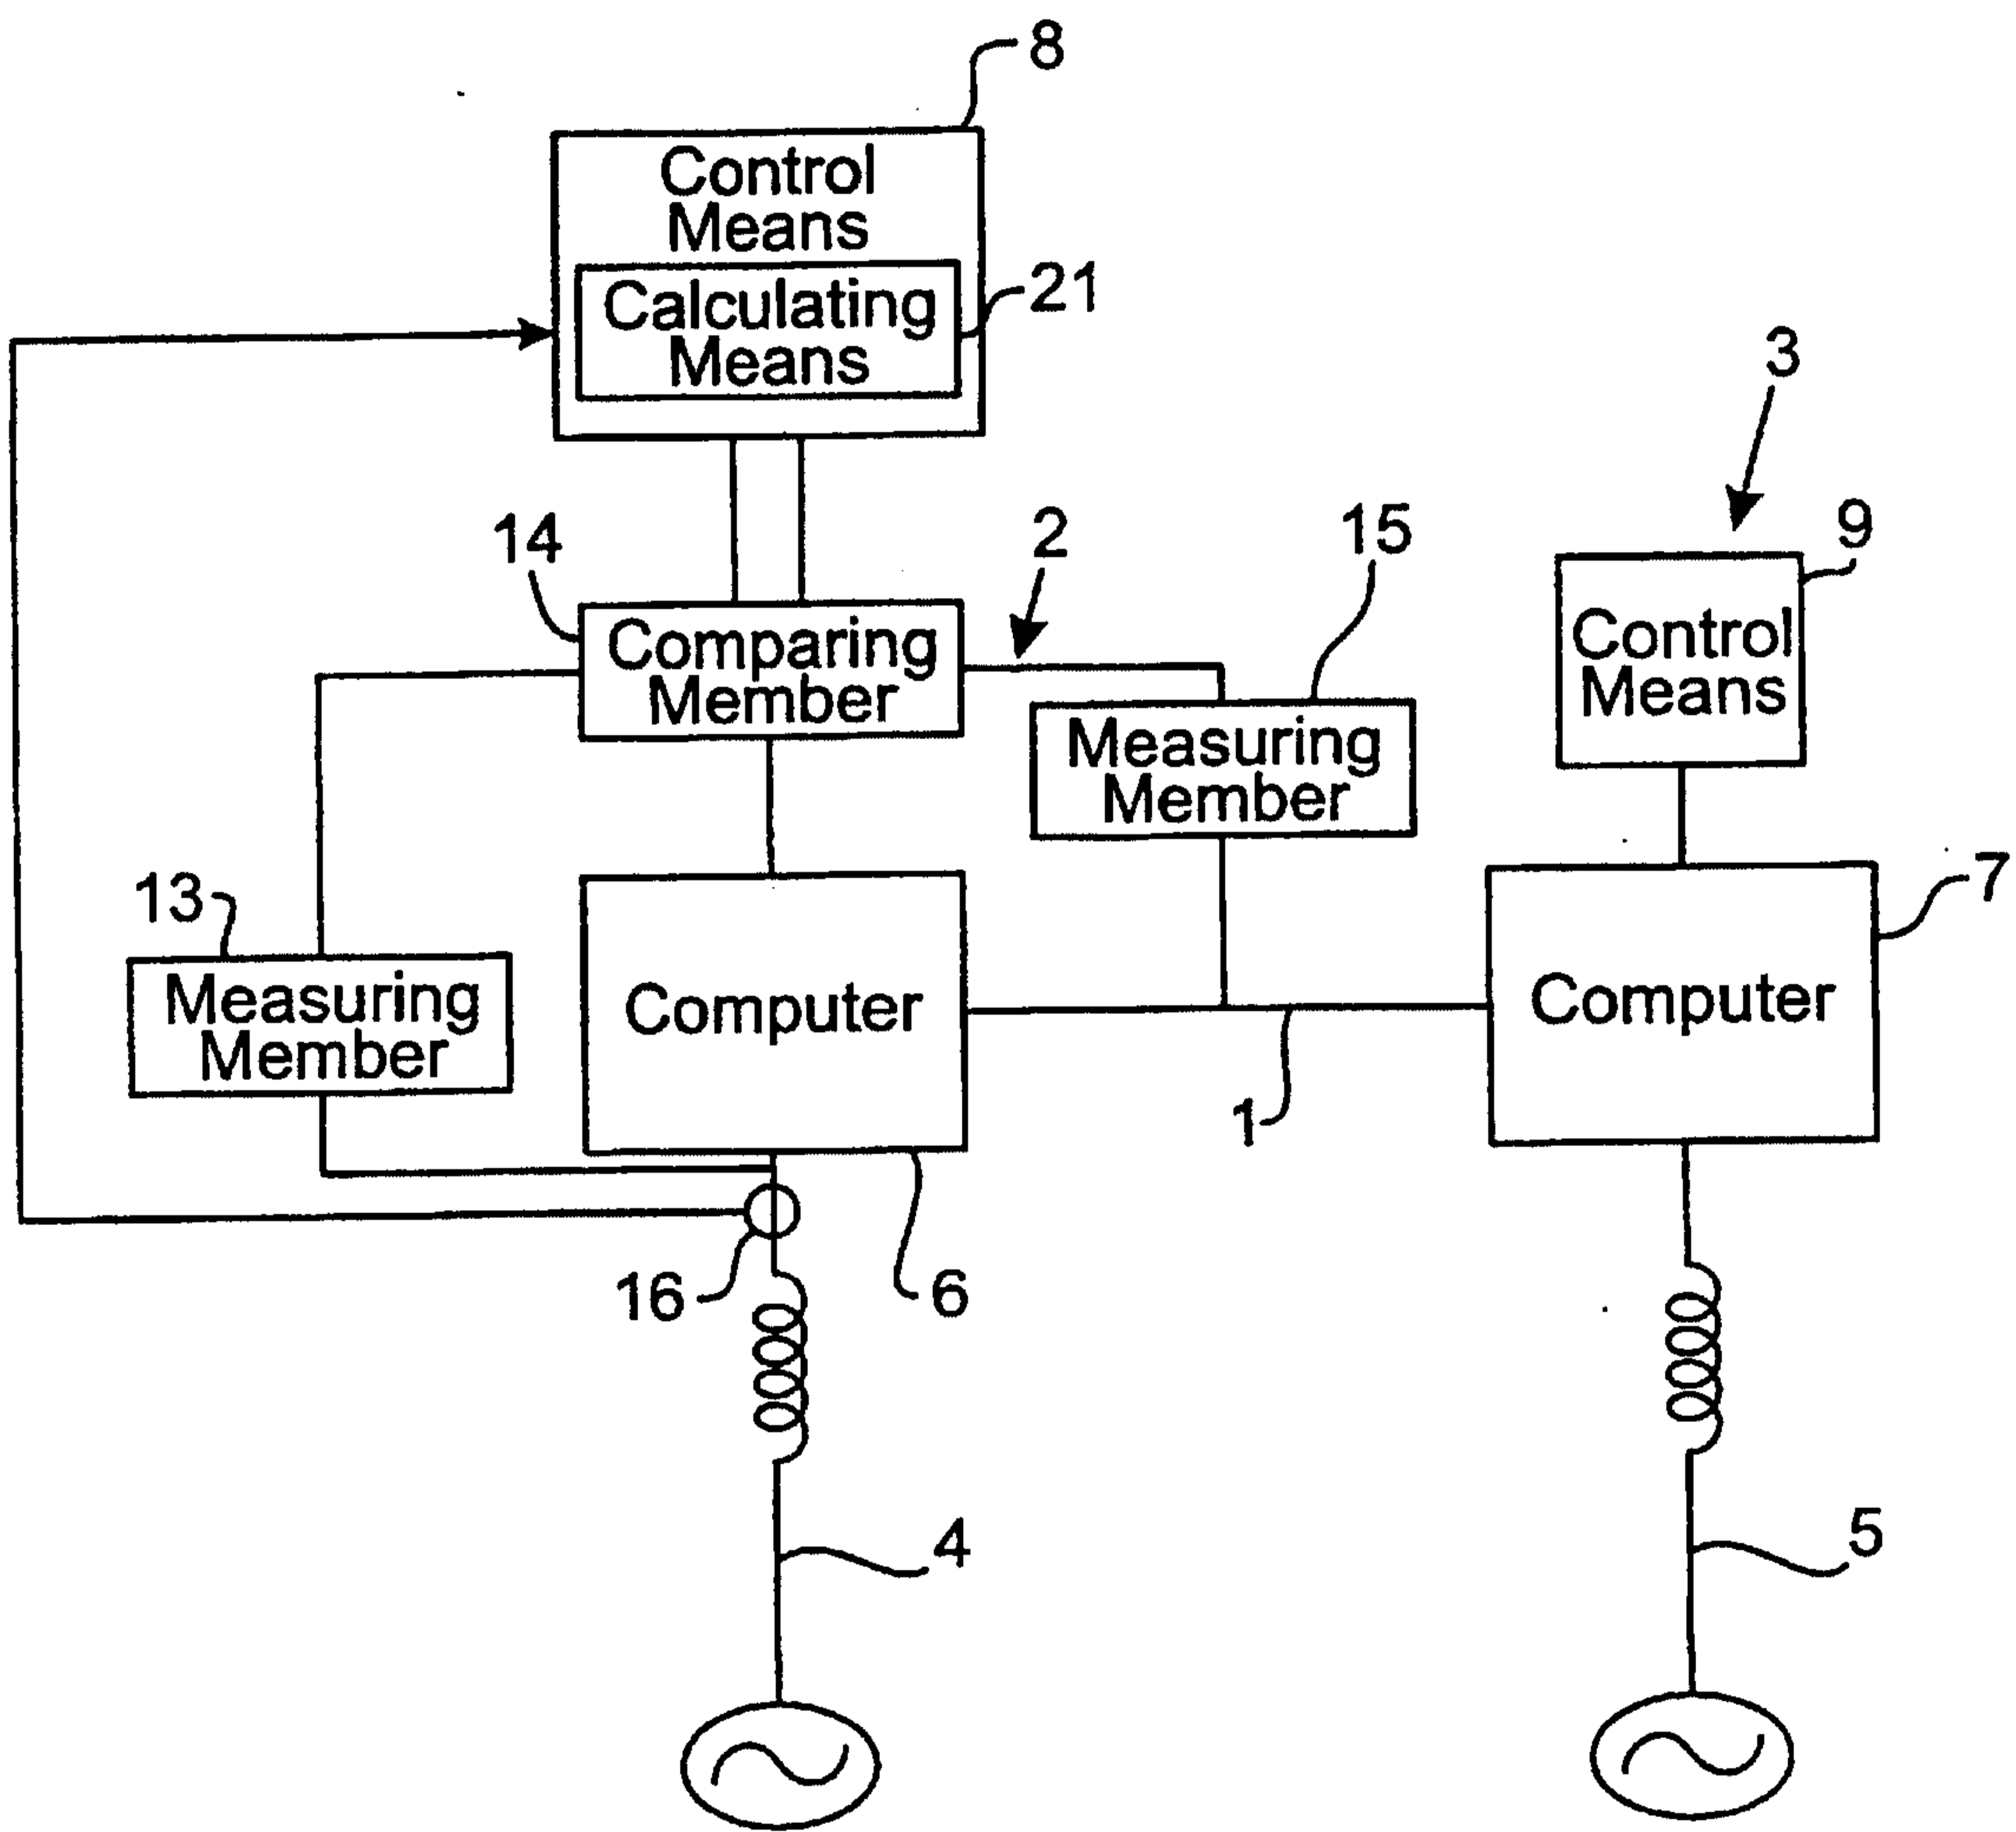 8
Control
Means
21
Calculating
Means
3
14
2
15
9
Comparing
Member
Control
Means
Measuring
Member
13
7
Measuring
Member
Computer
Computer
1
16
6
4
5